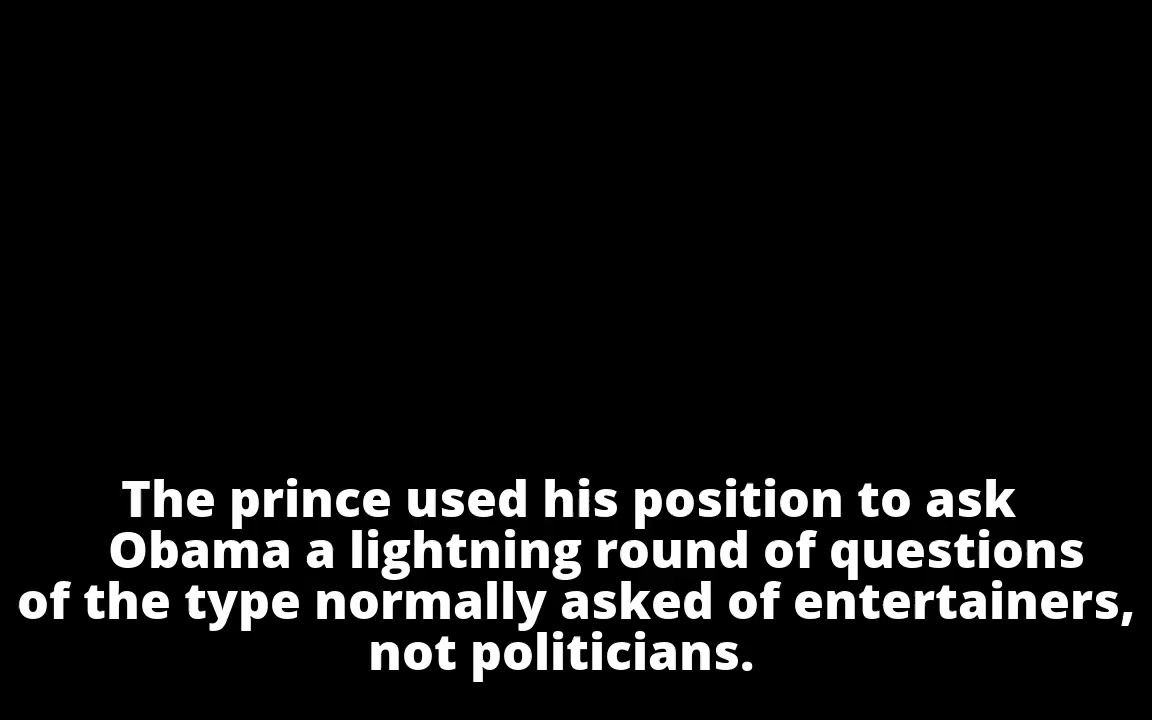 The prince used his position to ask
Obama a lightning round of questions
of the type normally asked of entertainers,
not politicians.